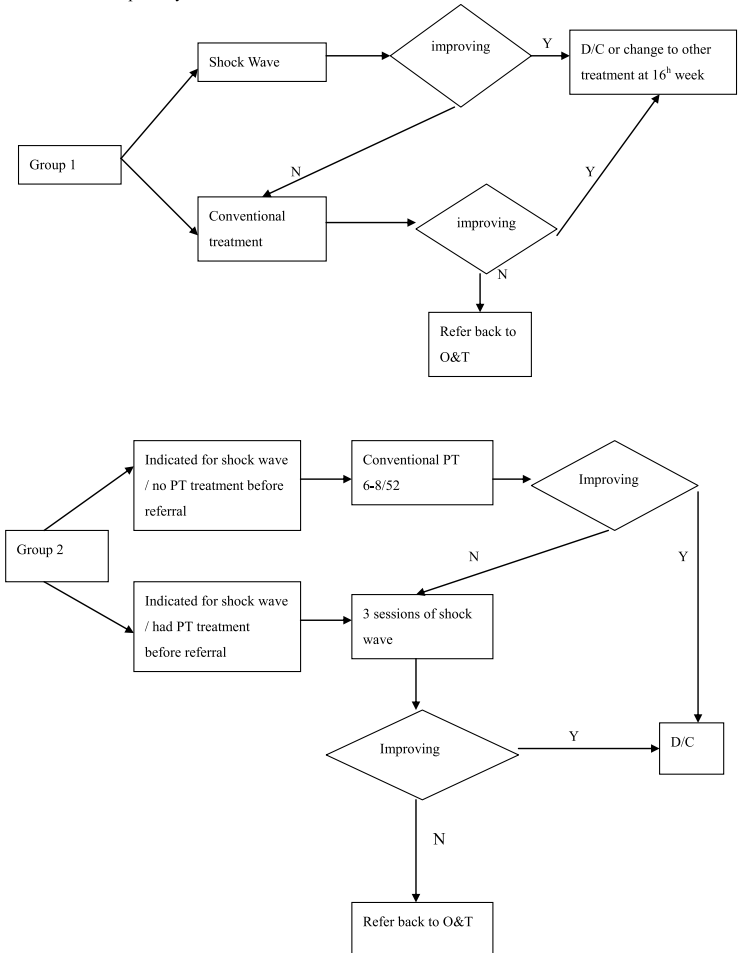 improving
Y
D/C or change to other
treatment at 16h week
Shock Wave
Group 1
N
Y
Conventional
treatment
improving
N
Refer back to
O&T
Indicated for shock wave
/ no PT treatment before
referral
Conventional PT
6-8/52
Improving
Group 2
N
Y
Indicated for shock wave
/ had PT treatment
before referral
3 sessions of shock
wave
Improving
Y
D/C
N
Refer back to O&T